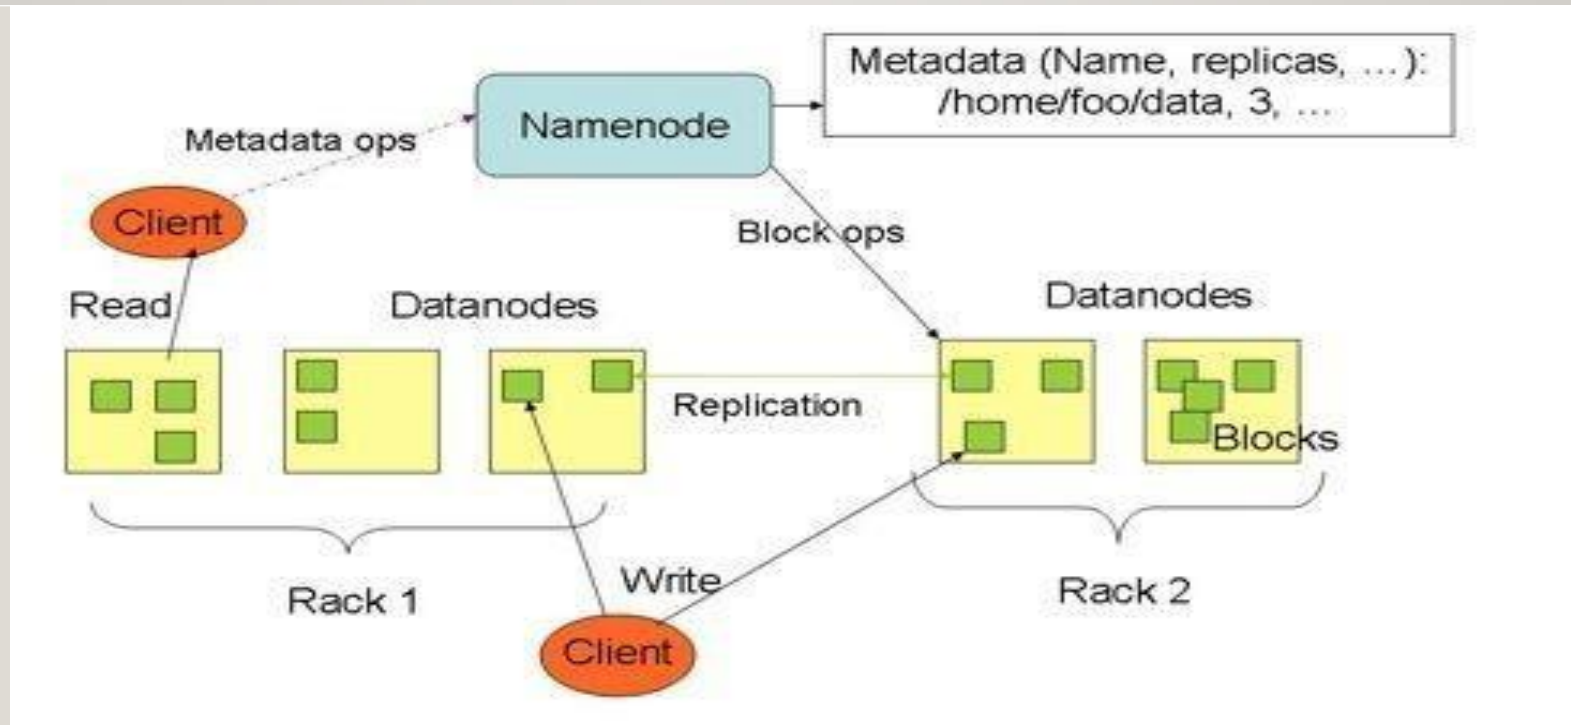 Metadata (Name, replicas, ...):
/home/foo/data, 3, ...
Namenode
Metadata ops
Client
Block ops
Read
Datanodes
Datanodes
Replication
Blocks
Rack 1
Write
Rack 2
Client